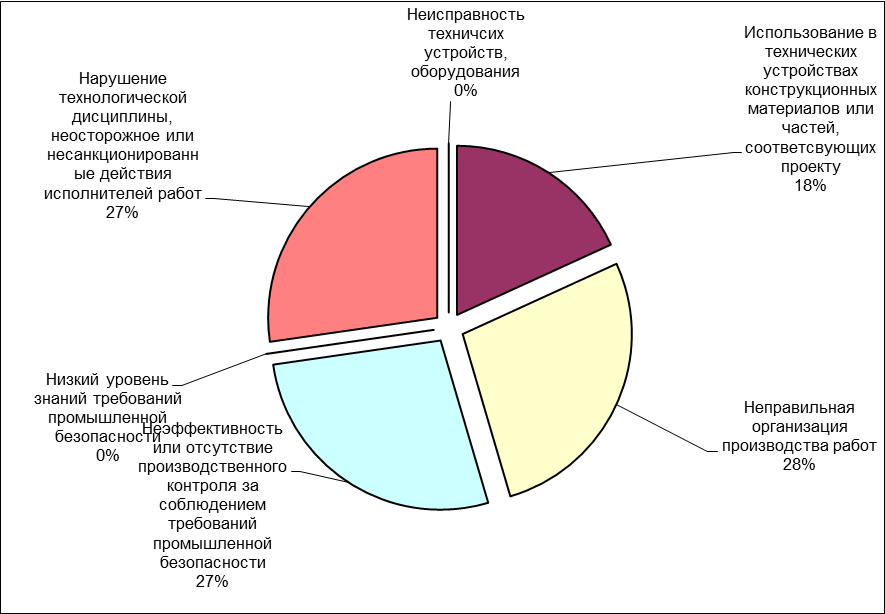 Неисправность
техничсих
устройств,
оборудования
0%
Использование в
технических
устройствах
конструкционных
материалов или
частей,
соответсвующих
проекту
18%
Неправильная
организация
производства работ
28%
Неэффективность
или отсутствие
производственного
контроля за
соблюдением
требований
промышленной
безопасности
27%
Низкий уровень
знаний требований
промышленной
безопасности
0%
Нарушение
технологической
дисциплины,
неосторожное или
несанкционированн
ые действия
исполнителей работ
27%